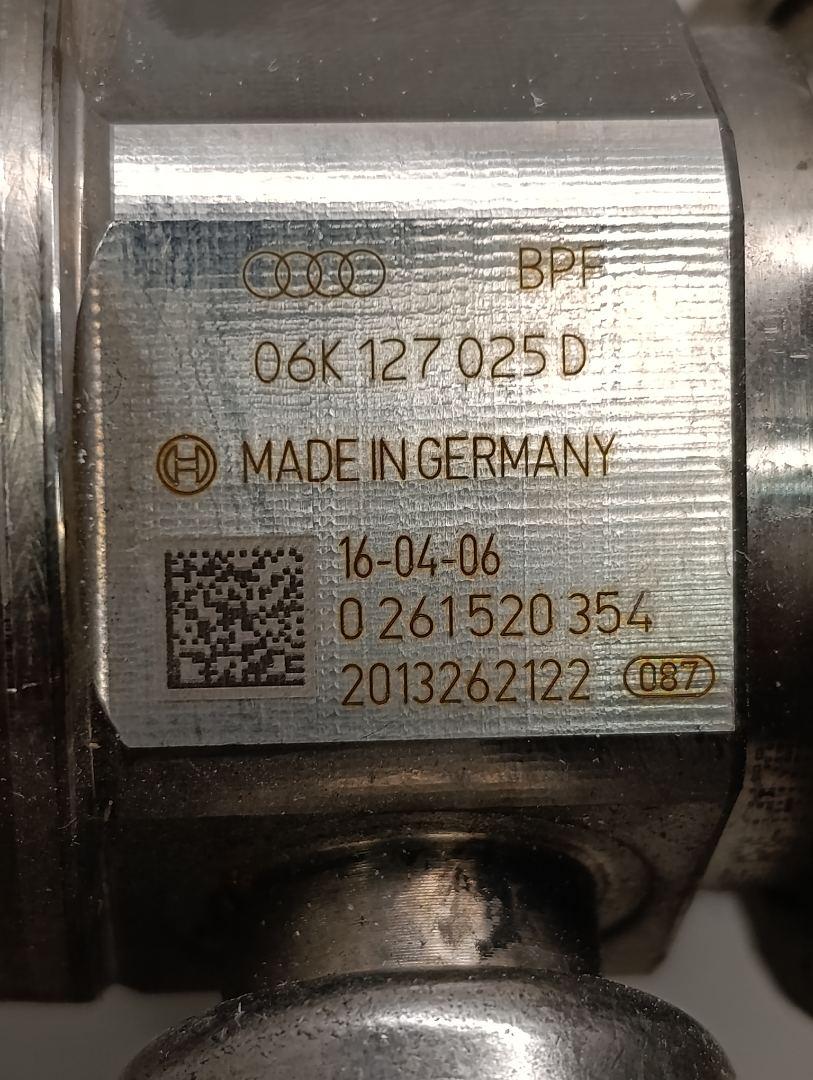 BPF
06K 127 025 D
MADE IN GERMANY
16-04-06
0 261 520 354
2013262122 087